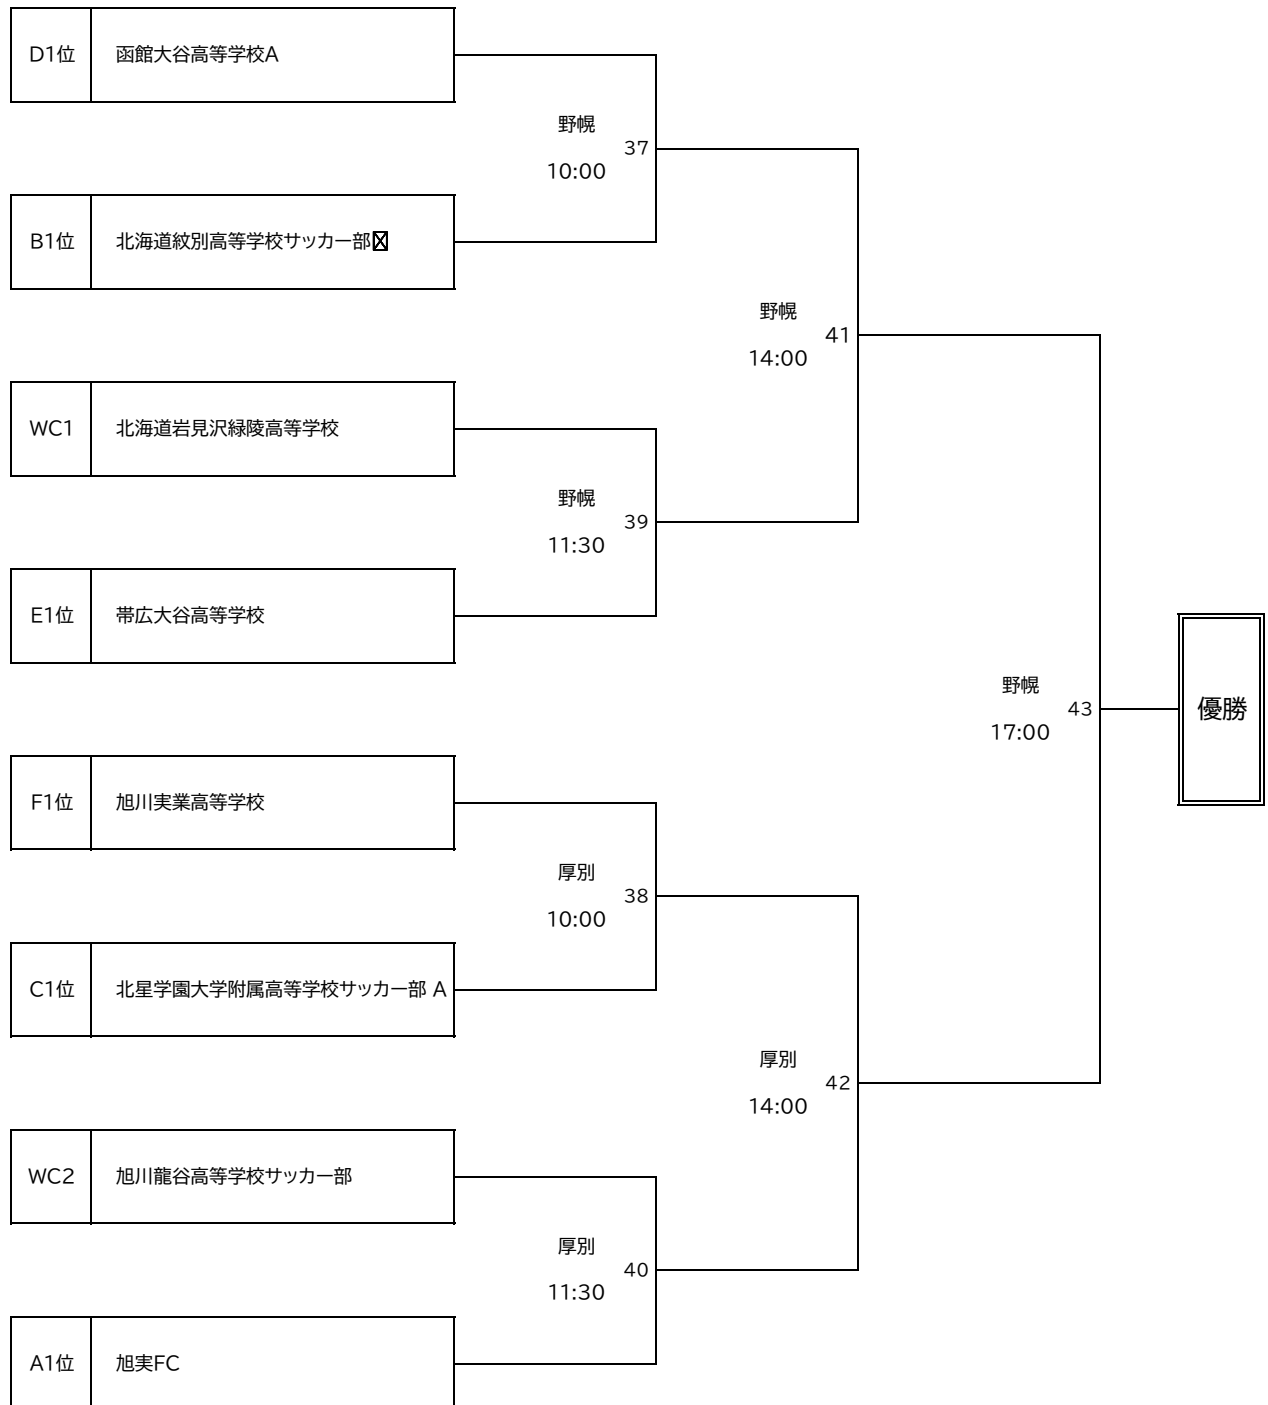 D1位 函館大谷高等学校A
野幌
37
10:00
B1位 北海道紋別高等学校サッカー部
野幌
41
14:00
WC1 北海道岩見沢緑陵高等学校
野幌
39
11:30
E1位 帯広大谷高等学校
野幌
43
17:00
優勝
F1位 旭川実業高等学校
厚別
38
10:00
C1位 北星学園大学附属高等学校サッカー部 A
厚別
42
14:00
WC2 旭川龍谷高等学校サッカー部
厚別
40
11:30
A1位 旭実FC